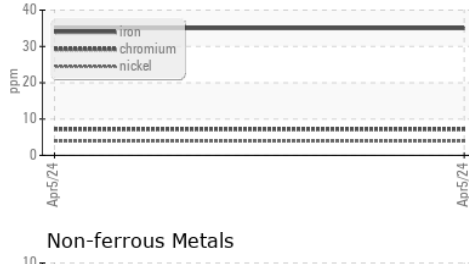 40
iron
30
chromium
nickel
20
ppm
10
0
Apr5/24
Apr5/24
Non-ferrous Metals
10